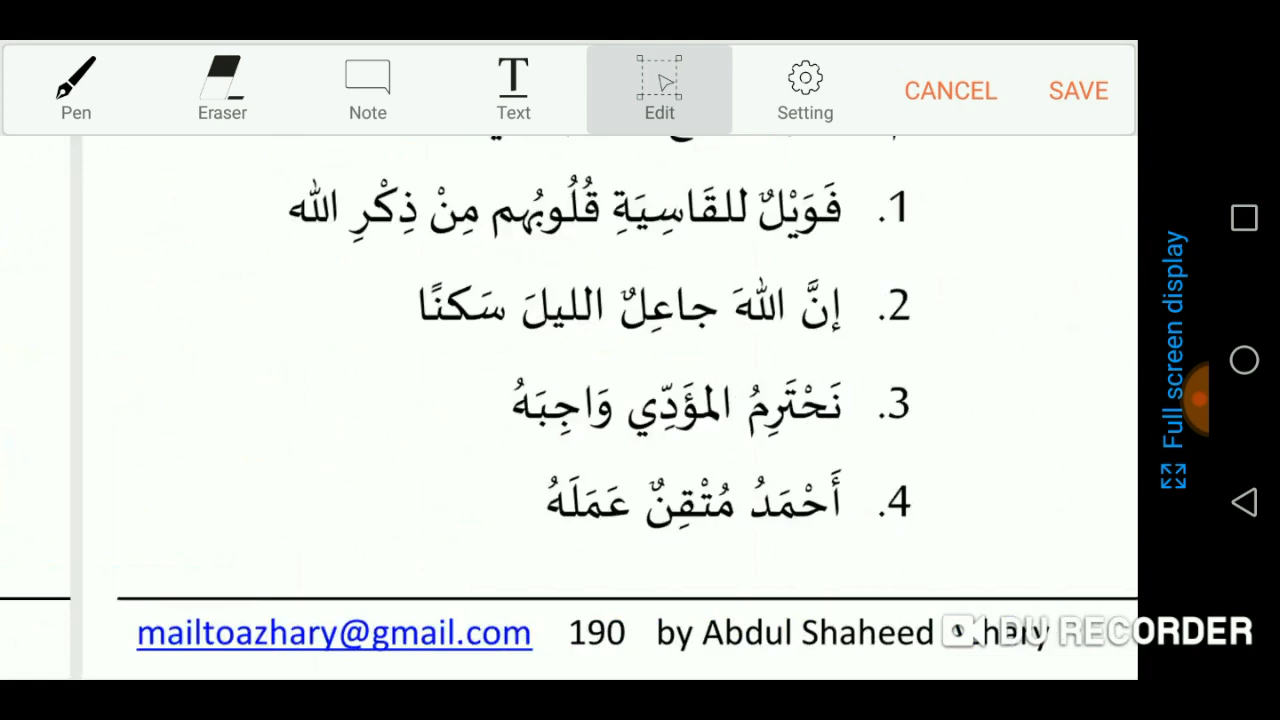 Pen Eraser Note Text Edit Setting CANCEL SAVE
1. فَوَيْلٌ للقَاسِيَةِ قُلُوبُهم مِنْ ذِكْرِ الله
2. إنَّ اللهَ جاعِلٌ الليلَ سَكنًا
3. نَحْتَرِمُ المؤَدِّي وَاجِبَهُ
4. أَحْمَدُ مُتْقِنٌ عَمَلَهُ
mailtoazhary@gmail.com 190 by Abdul Shaheed
RECORDER
Full screen display